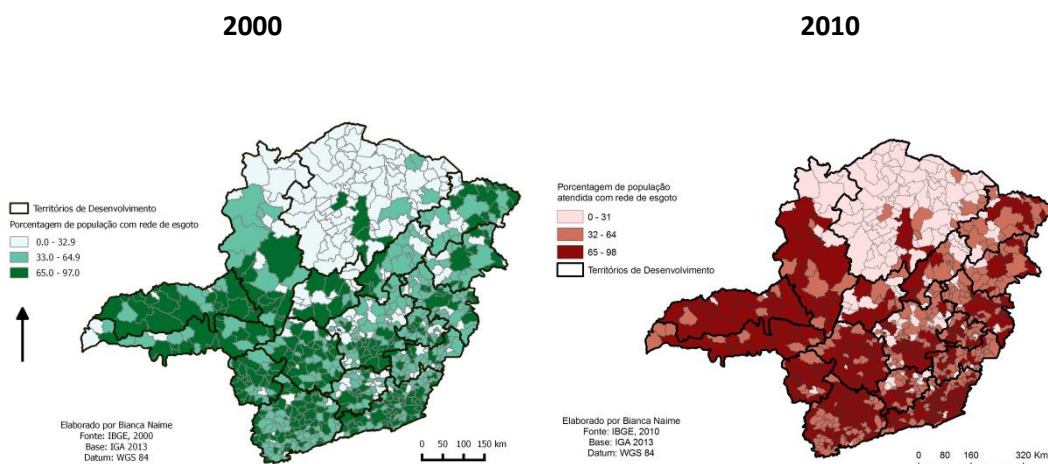 2000
2010
Territórios de Desenvolvimento
Porcentagem de população com rede de esgoto
0.0 - 32.9
33.0 - 64.9
65.0 - 97.0
Elaborado por Bianca Naime
Fonte: IBGE, 2000
Base: IGA 2013
Datum: WGS 84
0 50 100 150 km
Porcentagem de população
atendida com rede de esgoto
0 - 31
32 - 64
65 - 98
Territórios de Desenvolvimento
Elaborado por Bianca Naime
Fonte: IBGE, 2010
Base: IGA 2013
Datum: WGS 84
0 80 160 320 Km